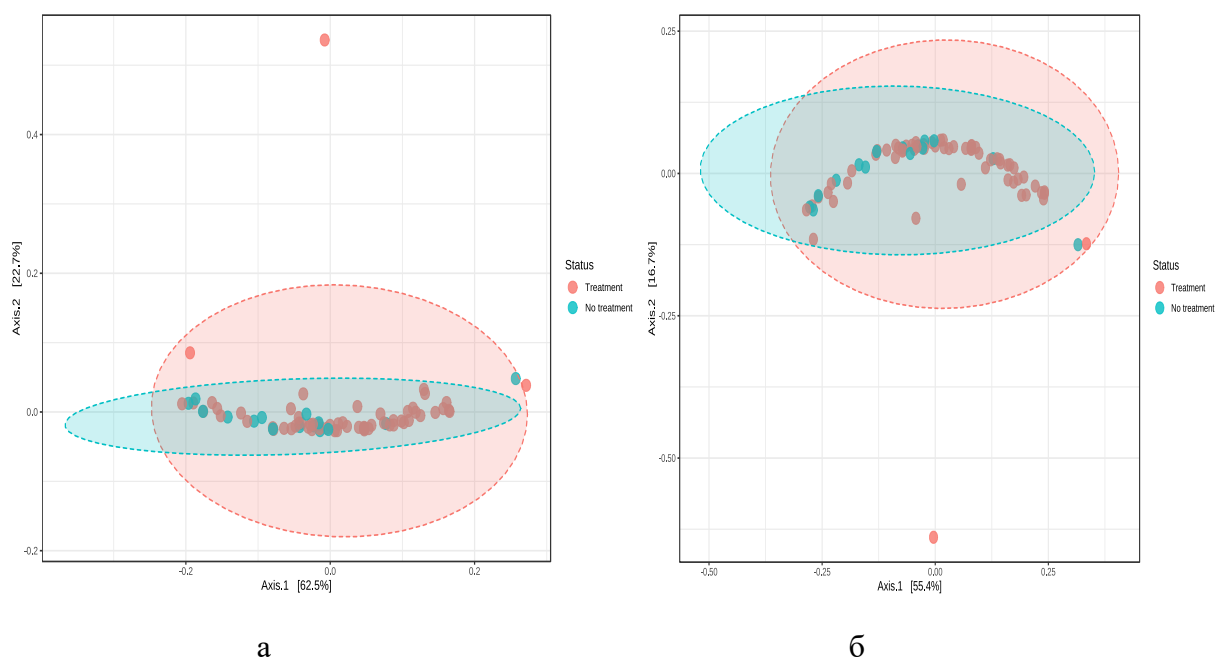 0,4
0,2
0,0
-0,2
Axis.2 [22.7%]
-0.2
0.0
0.2
Axis.1 [62.5%]
Status
Treatment
No treatment
а
0.25
0.00
-0.25
-0.50
Axis.2 [16.7%]
-0.50
-0.25
0.00
0.25
Axis.1 [55.4%]
Status
Treatment
No treatment
б